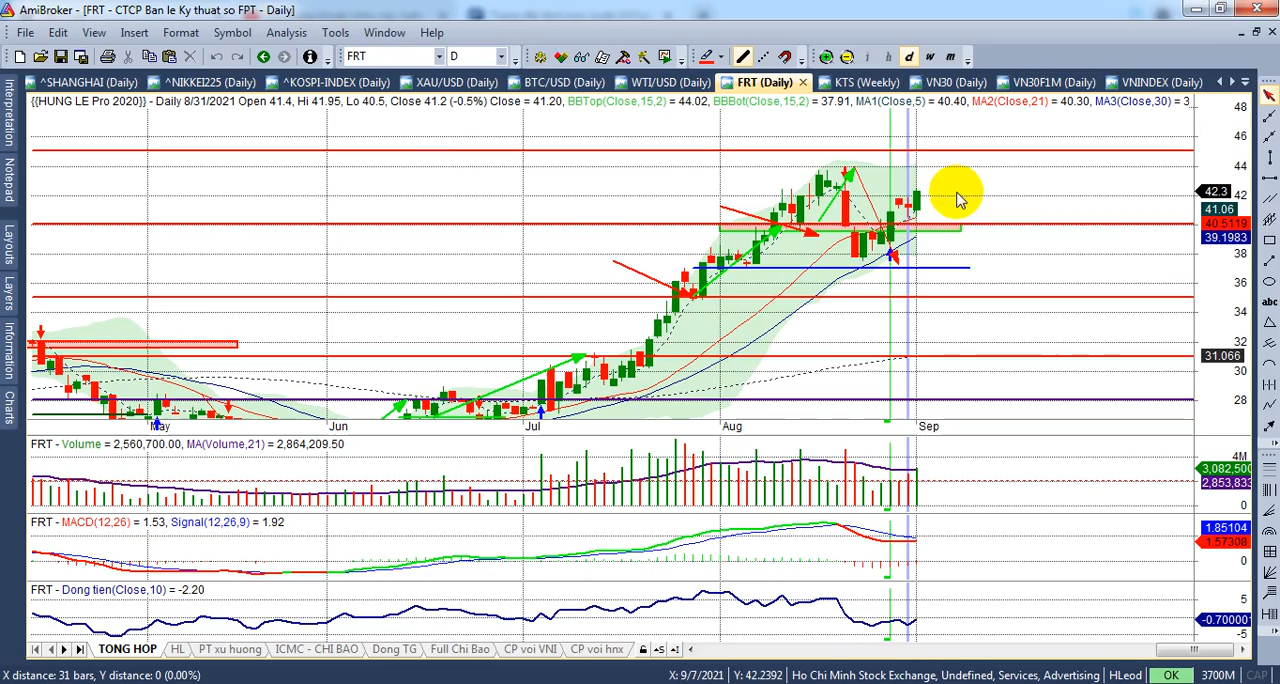 AmiBroker - [FRT - CTCP Ban le Ky thuat so FPT - Daily]
File Edit View Insert Format Symbol Analysis Tools Window Help
FRT D i h d w m
^SHANGHAI (Daily) ^NIKKEI225 (Daily) ^KOSPI-INDEX (Daily) XAU/USD (Daily) BTC/USD (Daily) WTI/USD (Daily) FRT (Daily) KTS (Weekly) VN30 (Daily) VN30F1M (Daily) VNINDEX (Daily)
{{HUNG LE Pro 2020}} - Daily 8/31/2021 Open 41.4, Hi 41.95, Lo 40.5, Close 41.2 (-0.5%) Close = 41.20, BBTop(Close,15,2) = 44.02, BBBot(Close,15,2) = 37.91, MA1(Close,5) = 40.40, MA2(Close,21) = 40.30, MA3(Close,30) = 3
Interpretation
Notepad
Layouts
Layers
Information
Charts
abc
48
46
44
42.3
42
41.06
40.5119
39.1983
38
36
34
32
31.066
30
28
May Jun Jul Aug Sep
FRT - Volume = 2,560,700.00, MA(Volume,21) = 2,864,209.50
4M
3,082,500
2,853,833
0
FRT - MACD(12,26) = 1.53, Signal(12,26,9) = 1.92
1.85104
1.57308
0
FRT - Dong tien(Close,10) = -2.20
5
-0.70000
-5
TONG HOP HL PT xu huong ICMC - CHI BAO Dong TG Full Chi Bao CP voi VNI CP voi hnx
X distance: 31 bars, Y distance: 0 (0.00%) X: 9/7/2021 Y: 42.2392 Ho Chi Minh Stock Exchange, Undefined, Services, Advertising HLeod OK 3700M CAP